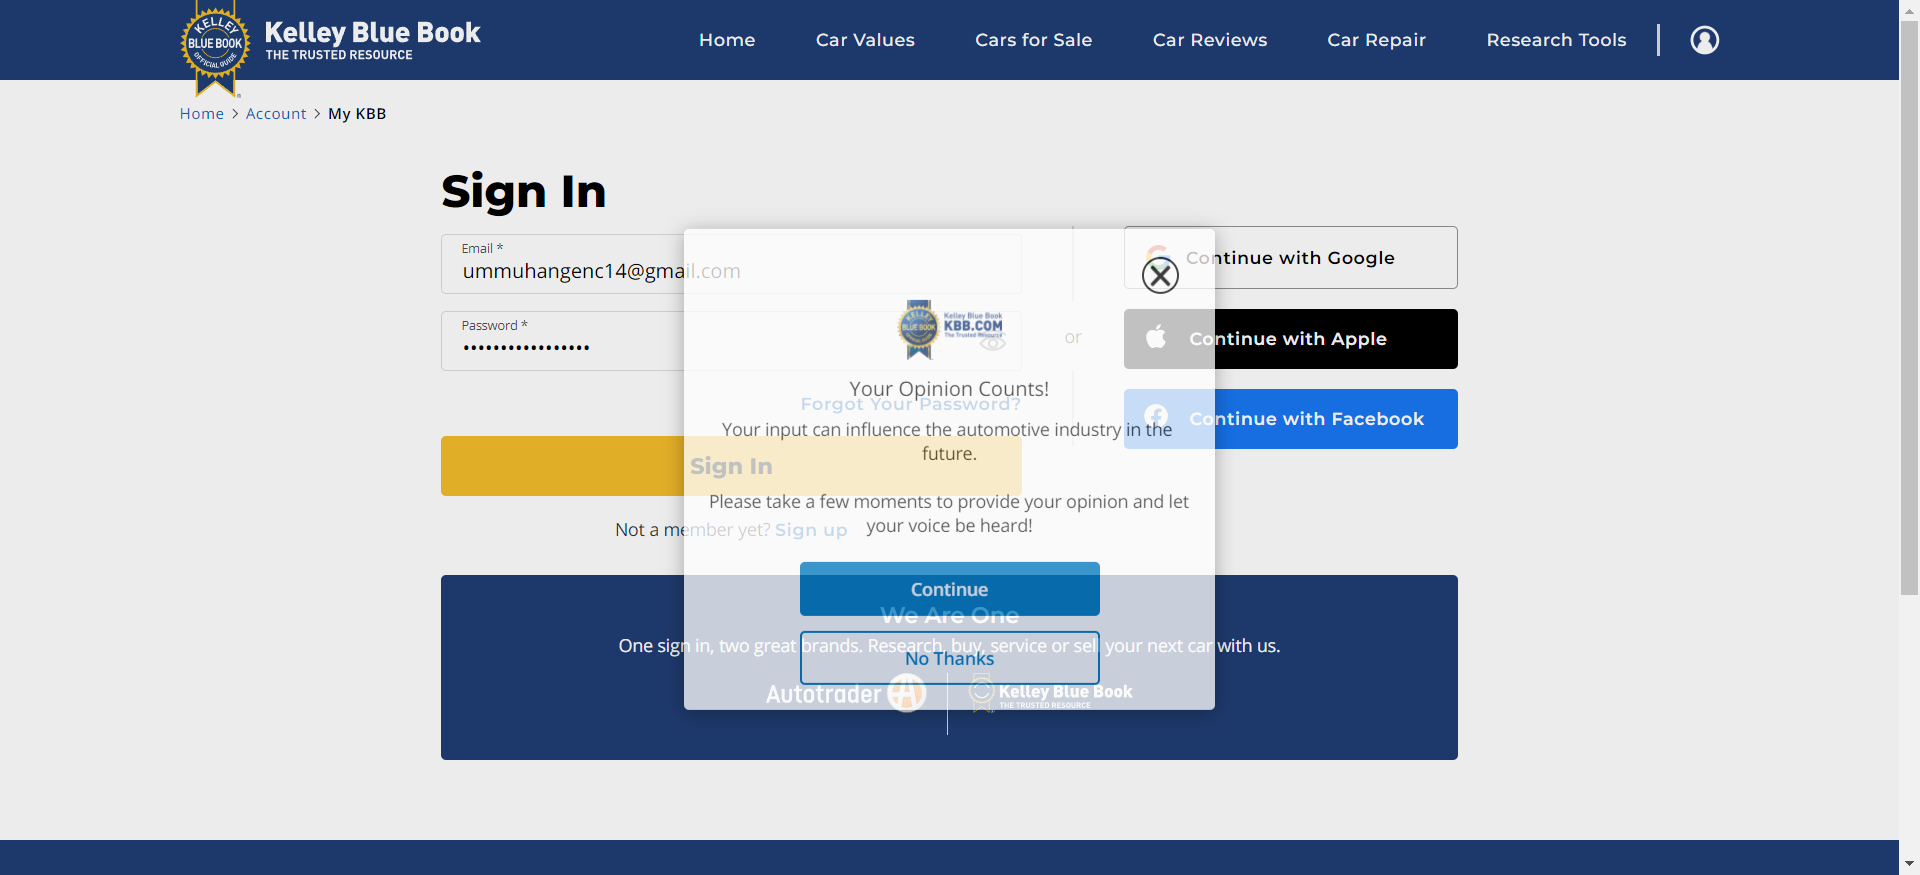 KELLEY
BLUE BOOK
OFFICIAL GUIDE
Kelley Blue Book
THE TRUSTED RESOURCE
Home
Car Values
Cars for Sale
Car Reviews
Car Repair
Research Tools
Home > Account > My KBB
Sign In
Email *
ummuhangenc14@gmail.com
Password *
•••••••••••••••••
Forgot Your Password?
Sign In
Not a member yet? Sign up
or
Continue with Google
Continue with Apple
Continue with Facebook
KELLEY
BLUE BOOK
Kelley Blue Book
KBB.COM
The Trusted Resource
Your Opinion Counts!
Your input can influence the automotive industry in the
future.
Please take a few moments to provide your opinion and let
your voice be heard!
Continue
No Thanks
We Are One
One sign in, two great brands. Research, buy, service or sell your next car with us.
Autotrader
Kelley Blue Book
THE TRUSTED RESOURCE